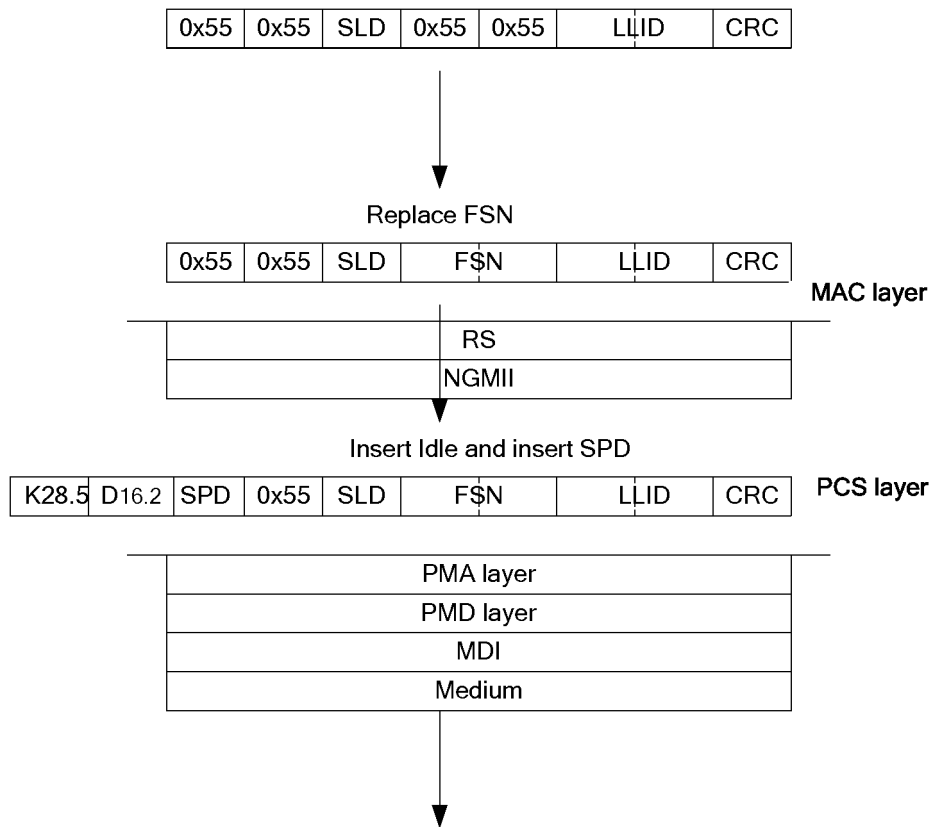 0x55 0x55 SLD 0x55 0x55 LLID CRC
Replace FSN
0x55 0x55 SLD FSN LLID CRC
MAC layer
RS
NGMII
Insert Idle and insert SPD
K28.5 D16.2 SPD 0x55 SLD FSN LLID CRC
PCS layer
PMA layer
PMD layer
MDI
Medium